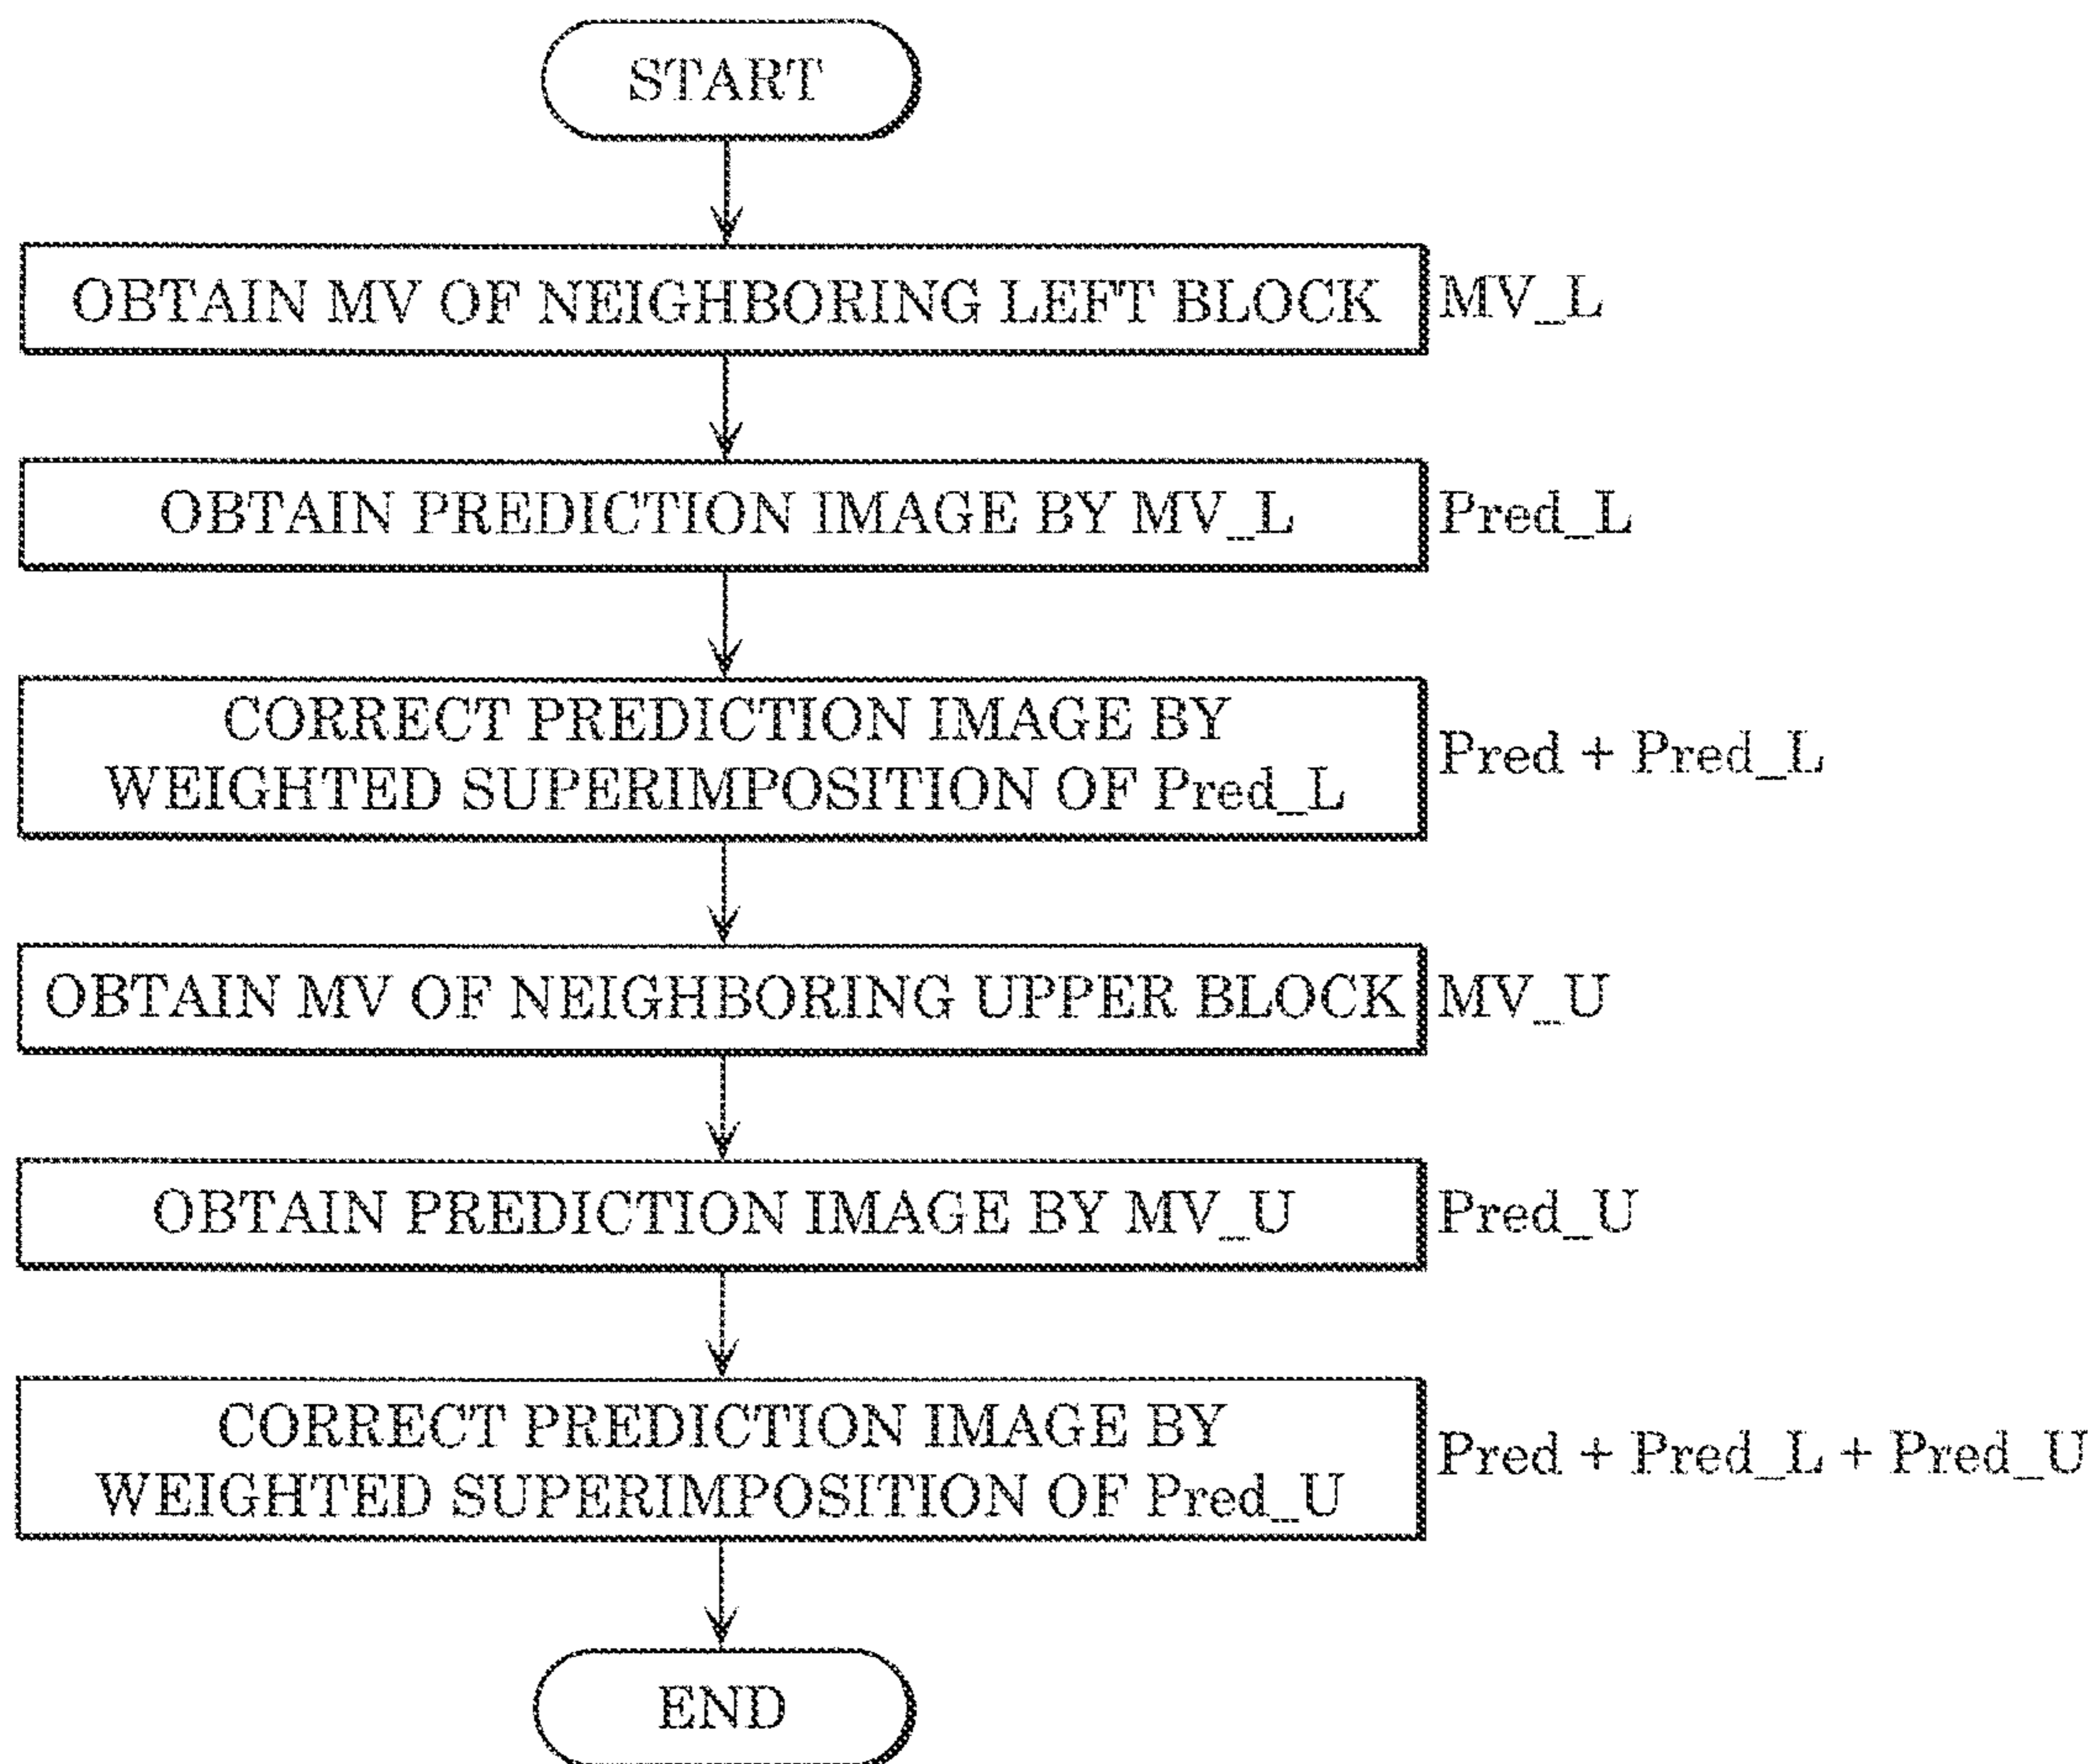 START
OBTAIN MV OF NEIGHBORING LEFT BLOCK
MV_L
OBTAIN PREDICTION IMAGE BY MV_L
Pred_L
CORRECT PREDICTION IMAGE BY
WEIGHTED SUPERIMPOSITION OF Pred_L
Pred + Pred_L
OBTAIN MV OF NEIGHBORING UPPER BLOCK
MV_U
OBTAIN PREDICTION IMAGE BY MV_U
Pred_U
CORRECT PREDICTION IMAGE BY
WEIGHTED SUPERIMPOSITION OF Pred_U
Pred + Pred_L + Pred_U
END